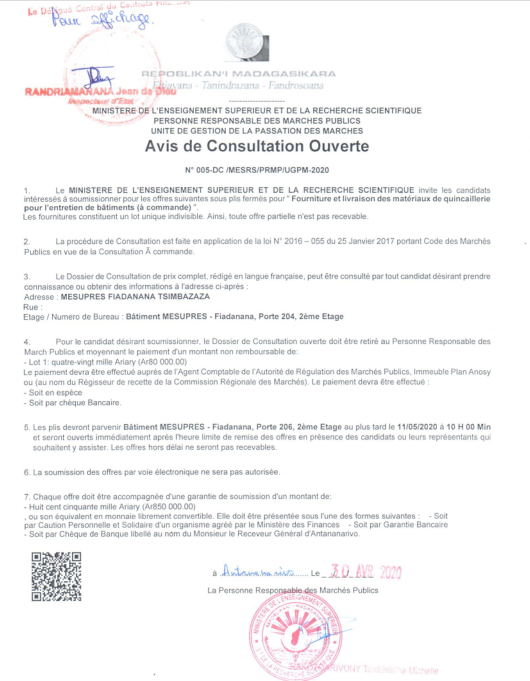 Le Délégué Central du Contrôle Fin
Pour affichage.
RANDRIAMANANA Jean de Dieu
Inspecteur d'Etat
REPOBLIKAN'I MADAGASIKARA
Fitiavana - Tanindrazana - Fandrosoana
MINISTERE DE L'ENSEIGNEMENT SUPERIEUR ET DE LA RECHERCHE SCIENTIFIQUE
PERSONNE RESPONSABLE DES MARCHES PUBLICS
UNITE DE GESTION DE LA PASSATION DES MARCHES
Avis de Consultation Ouverte
N° 005-DC /MESRS/PRMP/UGPM-2020
1. Le MINISTERE DE L'ENSEIGNEMENT SUPERIEUR ET DE LA RECHERCHE SCIENTIFIQUE invite les candidats
intéressés à soumissionner pour les offres suivantes sous plis fermés pour " Fourniture et livraison des matériaux de quincaillerie
pour l'entretien de bâtiments (à commande) ".
Les fournitures constituent un lot unique indivisible. Ainsi, toute offre partielle n'est pas recevable.
2. La procédure de Consultation est faite en application de la loi N° 2016 – 055 du 25 Janvier 2017 portant Code des Marchés
Publics en vue de la Consultation Ã commande.
3. Le Dossier de Consultation de prix complet, rédigé en langue française, peut être consulté par tout candidat désirant prendre
connaissance ou obtenir des informations à l'adresse ci-après :
Adresse : MESUPRES FIADANANA TSIMBAZAZA
Rue :
Etage / Numero de Bureau : Bâtiment MESUPRES - Fiadanana, Porte 204, 2ème Etage
4. Pour le candidat désirant soumissionner, le Dossier de Consultation ouverte doit être retiré au Personne Responsable des
March Publics et moyennant le paiement d'un montant non remboursable de:
- Lot 1: quatre-vingt mille Ariary (Ar80 000.00)
Le paiement devra être effectué auprés de l'Agent Comptable de l'Autorité de Régulation des Marchés Publics, Immeuble Plan Anosy
ou (au nom du Régisseur de recette de la Commission Régionale des Marchés). Le paiement devra être effectué :
- Soit en espèce
- Soit par chèque Bancaire.
5. Les plis devront parvenir Bâtiment MESUPRES - Fiadanana, Porte 206, 2ème Etage au plus tard le 11/05/2020 à 10 H 00 Min
et seront ouverts immédiatement après l'heure limite de remise des offres en présence des candidats ou leurs représentants qui
souhaitent y assister. Les offres hors délai ne seront pas recevables.
6. La soumission des offres par voie électronique ne sera pas autorisée.
7. Chaque offre doit être accompagnée d'une garantie de soumission d'un montant de:
- Huit cent cinquante mille Ariary (Ar850 000.00)
, ou son équivalent en monnaie librement convertible. Elle doit être présentée sous l'une des formes suivantes : - Soit
par Caution Personnelle et Solidaire d'un organisme agréé par le Ministère des Finances - Soit par Garantie Bancaire
- Soit par Chèque de Banque libellé au nom du Monsieur le Receveur Général d'Antananarivo.
à Antananarivo...... Le 30 AVR 2020
La Personne Responsable des Marchés Publics
MINISTERE DE L'ENSEIGNEMENT SUPERIEUR
RECHERCHE SCIENTIFIQUE